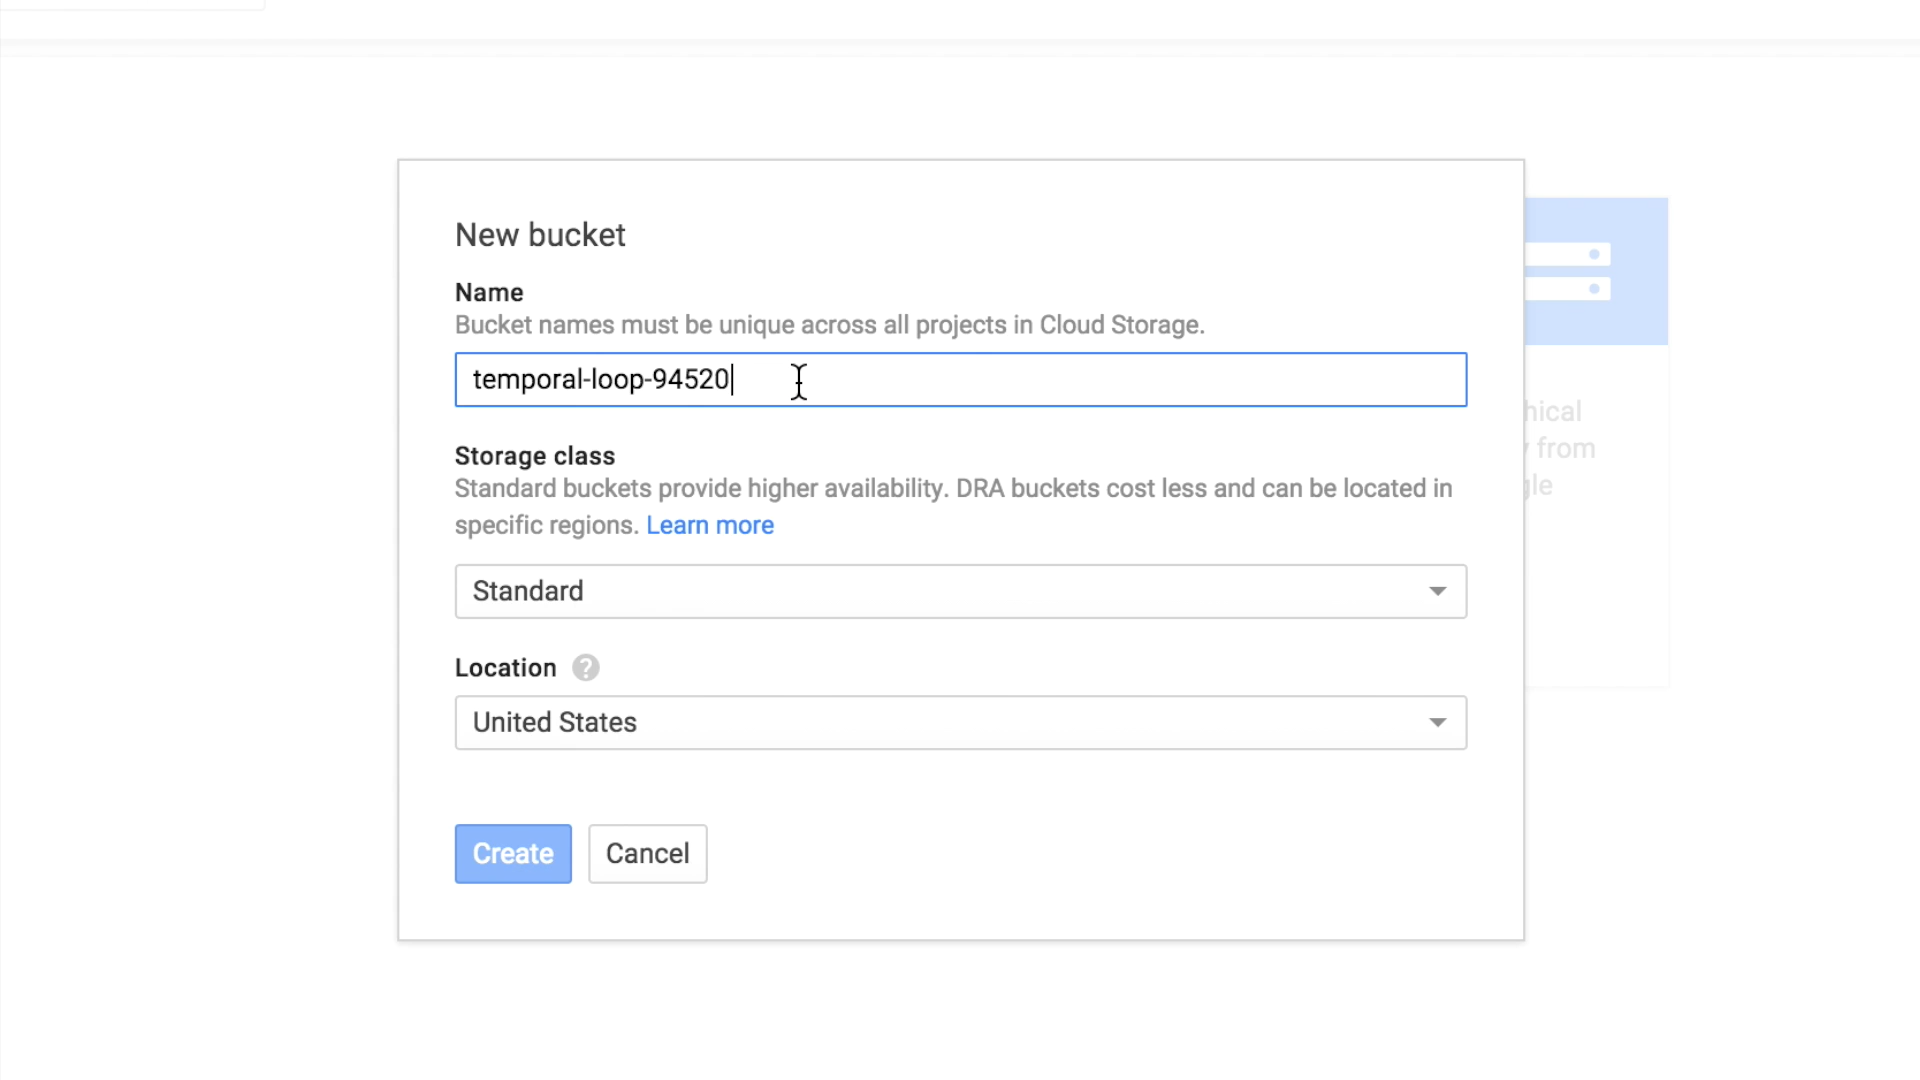 New bucket
Name
Bucket names must be unique across all projects in Cloud Storage.
temporal-loop-94520
Storage class
Standard buckets provide higher availability. DRA buckets cost less and can be located in
specific regions. Learn more
Standard
Location ?
United States
Create Cancel
from